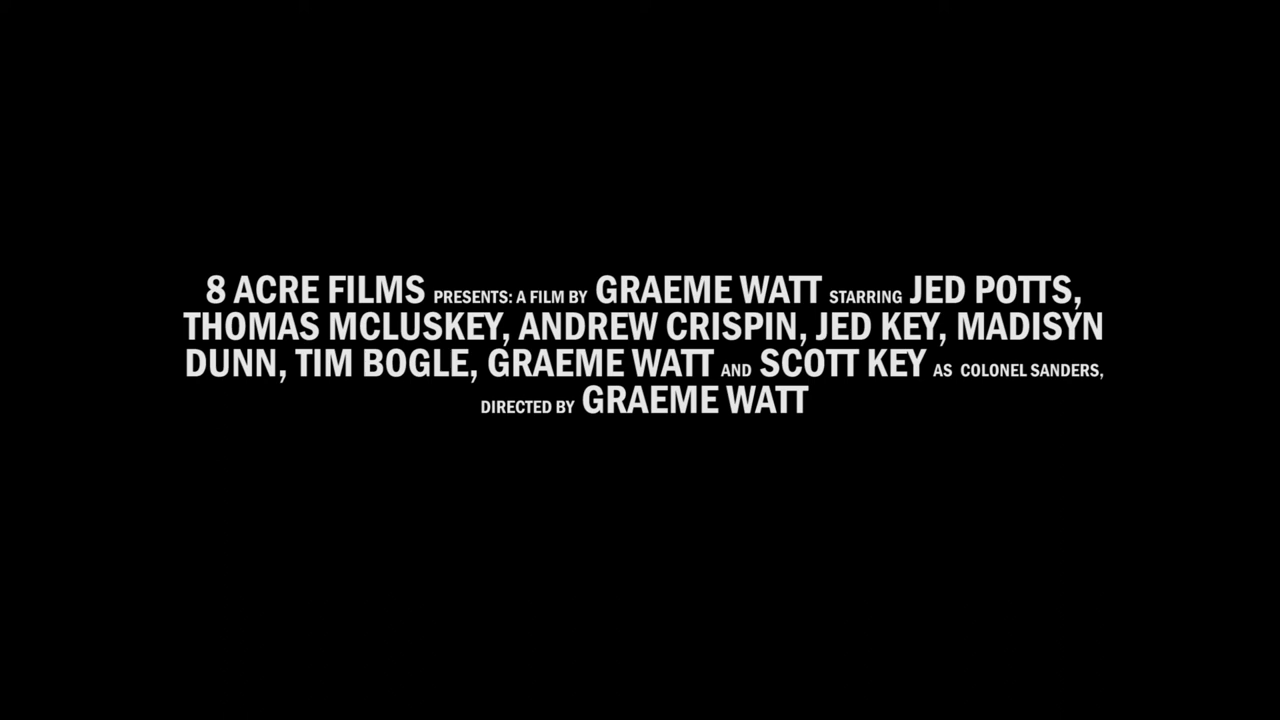 8 ACRE FILMS PRESENTS: A FILM BY GRAEME WATT STARRING JED POTTS,
THOMAS MCLUSKEY, ANDREW CRISPIN, JED KEY, MADISYN
DUNN, TIM BOGLE, GRAEME WATT AND SCOTT KEY AS COLONEL SANDERS,
DIRECTED BY GRAEME WATT